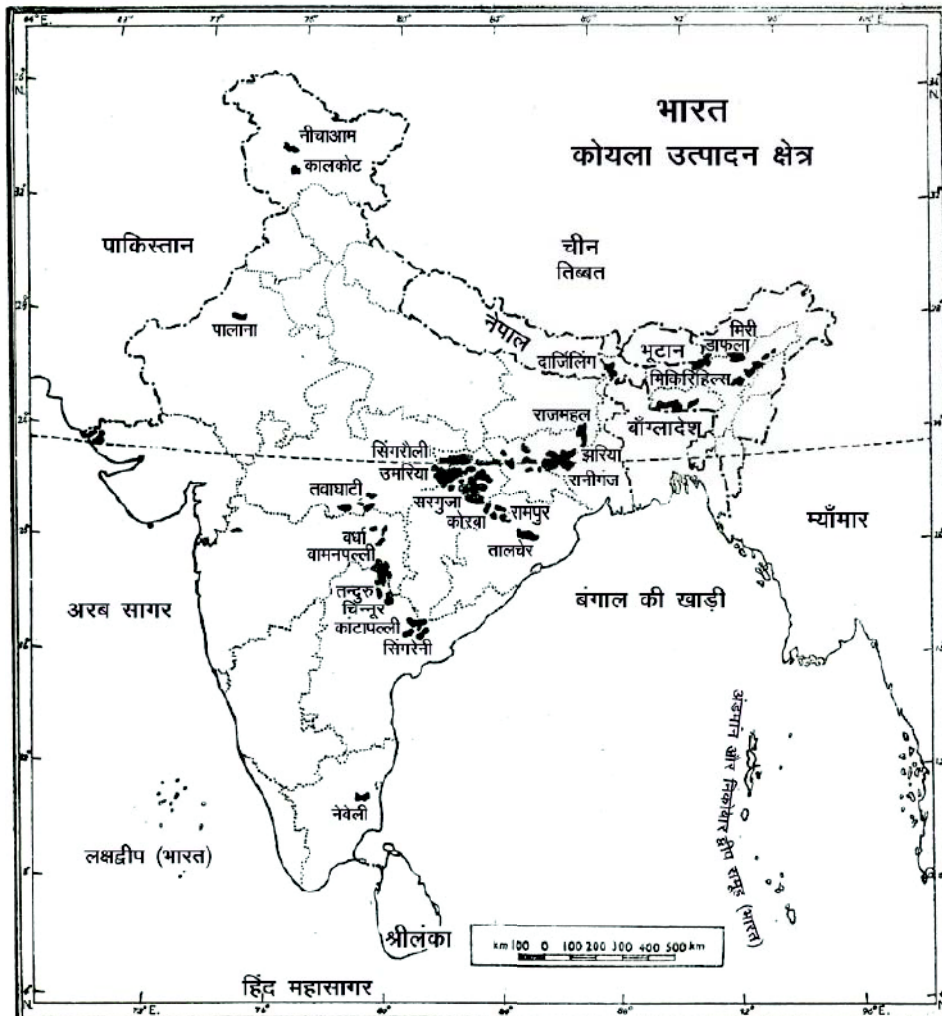 भारत
कोयला उत्पादन क्षेत्र
नीचाआम
कालकोट
पाकिस्तान
चीन
तिब्बत
पालाना
नेपाल
भूटान
मिरी
डाफला
दार्जिलिंग
मिकिरहिल्स
राजमहल
बाँग्लादेश
सिंगरौली
झरिया
उमरिया
रानीगंज
तवाघाटी
सरगुजा
कोरबा
रामपुर
म्याँमार
वर्धा
तालचेर
वामनपल्ली
अरब सागर
तन्दुरु
बंगाल की खाड़ी
चिन्नूर
कांटापल्ली
सिंगरेनी
अंडमान और निकोबार द्वीप समूह (भारत)
नेवेली
लक्षद्वीप (भारत)
श्रीलंका
km 100 0 100 200 300 400 500 km
हिंद महासागर